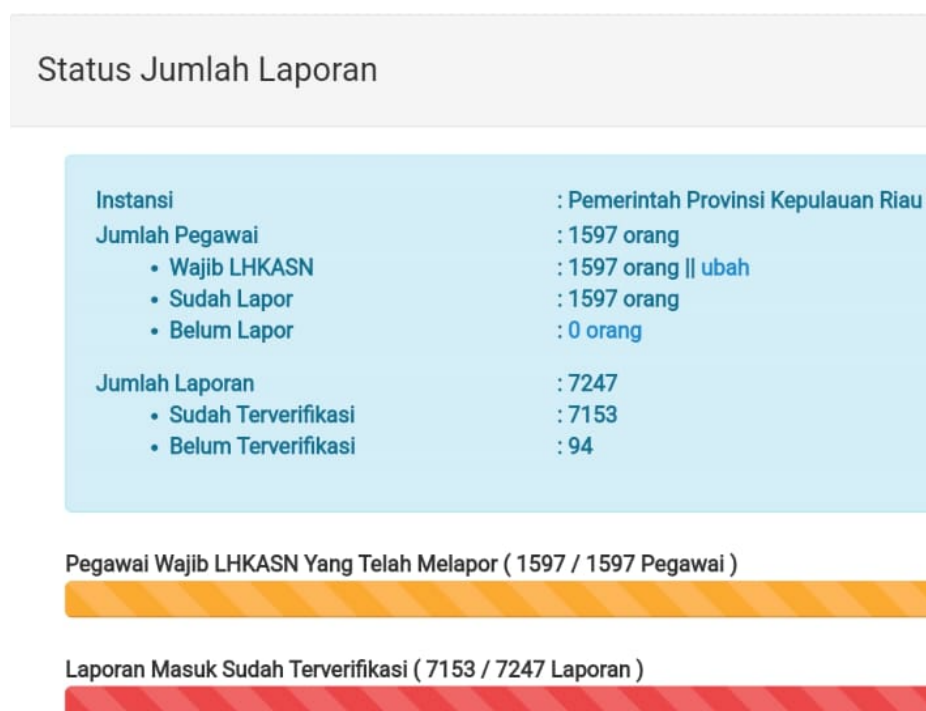 Status Jumlah Laporan
Instansi : Pemerintah Provinsi Kepulauan Riau
Jumlah Pegawai : 1597 orang
• Wajib LHKASN : 1597 orang || ubah
• Sudah Lapor : 1597 orang
• Belum Lapor : 0 orang
Jumlah Laporan : 7247
• Sudah Terverifikasi : 7153
• Belum Terverifikasi : 94
Pegawai Wajib LHKASN Yang Telah Melapor ( 1597 / 1597 Pegawai )
Laporan Masuk Sudah Terverifikasi ( 7153 / 7247 Laporan )